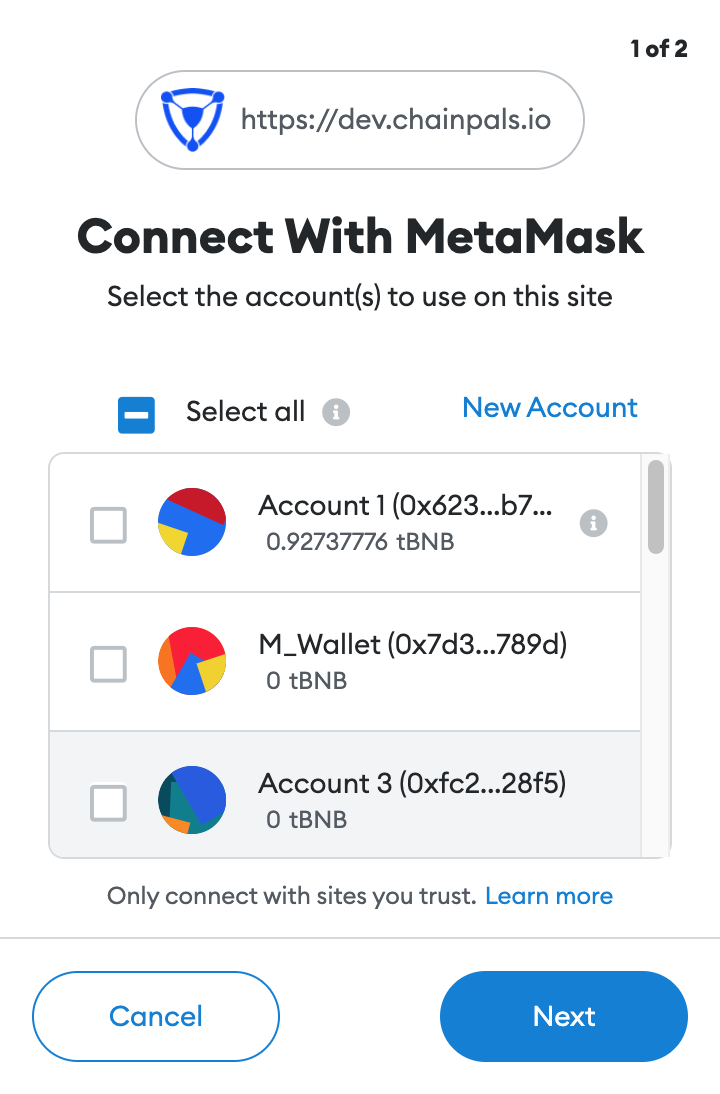 1 of 2
https://dev.chainpals.io
Connect With MetaMask
Select the account(s) to use on this site
Select all
New Account
Account 1 (0x623...b7...
0.92737776 tBNB
M_Wallet (0x7d3...789d)
0 tBNB
Account 3 (0xfc2...28f5)
0 tBNB
Only connect with sites you trust. Learn more
Cancel
Next